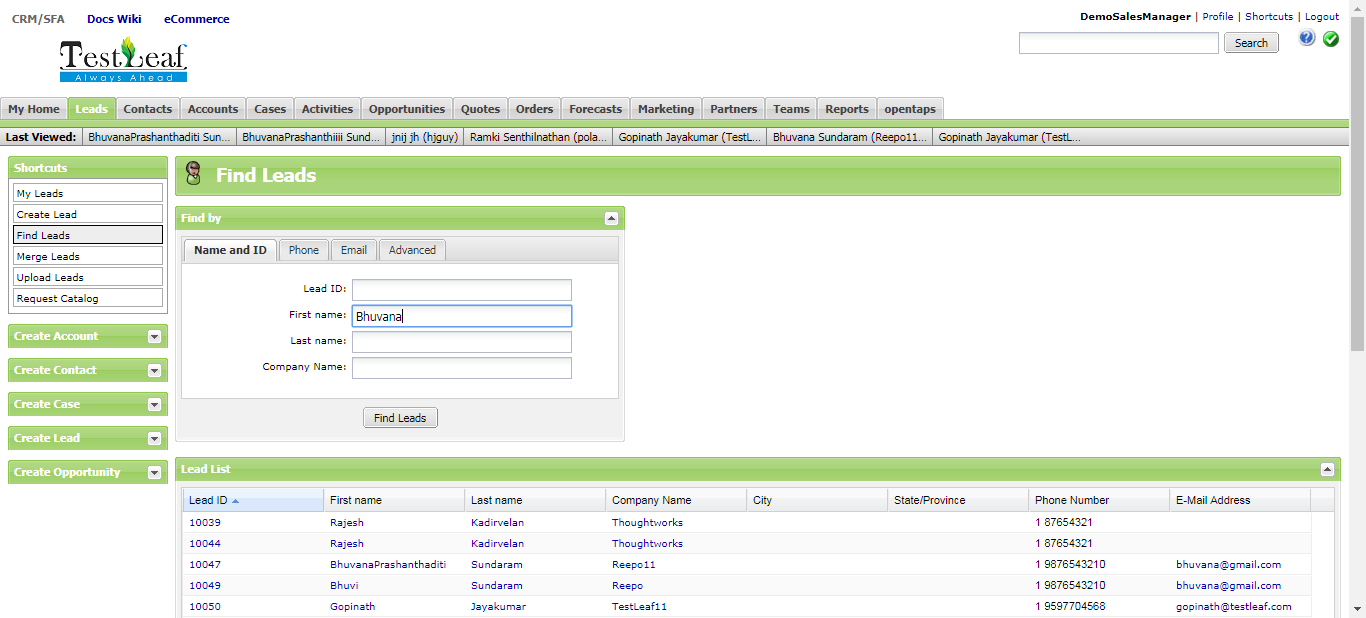 CRM/SFA Docs Wiki eCommerce
DemoSalesManager | Profile | Shortcuts | Logout
TestLeaf
Always Ahead
Search
My Home Leads Contacts Accounts Cases Activities Opportunities Quotes Orders Forecasts Marketing Partners Teams Reports opentaps
Last Viewed: BhuvanaPrashanthaditi Sun... BhuvanaPrashanthiiii Sund... jnij jh (hjguy) Ramki Senthilnathan (pola... Gopinath Jayakumar (TestL... Bhuvana Sundaram (Reepo11... Gopinath Jayakumar (TestL...
Shortcuts
My Leads
Create Lead
Find Leads
Merge Leads
Upload Leads
Request Catalog
Create Account
Create Contact
Create Case
Create Lead
Create Opportunity
Find Leads
Find by
Name and ID Phone Email Advanced
Lead ID:
First name: Bhuvana
Last name:
Company Name:
Find Leads
Lead List
Lead ID First name Last name Company Name City State/Province Phone Number E-Mail Address
10039 Rajesh Kadirvelan Thoughtworks 1 87654321
10044 Rajesh Kadirvelan Thoughtworks 1 87654321
10047 BhuvanaPrashanthaditi Sundaram Reepo11 1 9876543210 bhuvana@gmail.com
10049 Bhuvi Sundaram Reepo 1 9876543210 bhuvana@gmail.com
10050 Gopinath Jayakumar TestLeaf11 1 9597704568 gopinath@testleaf.com